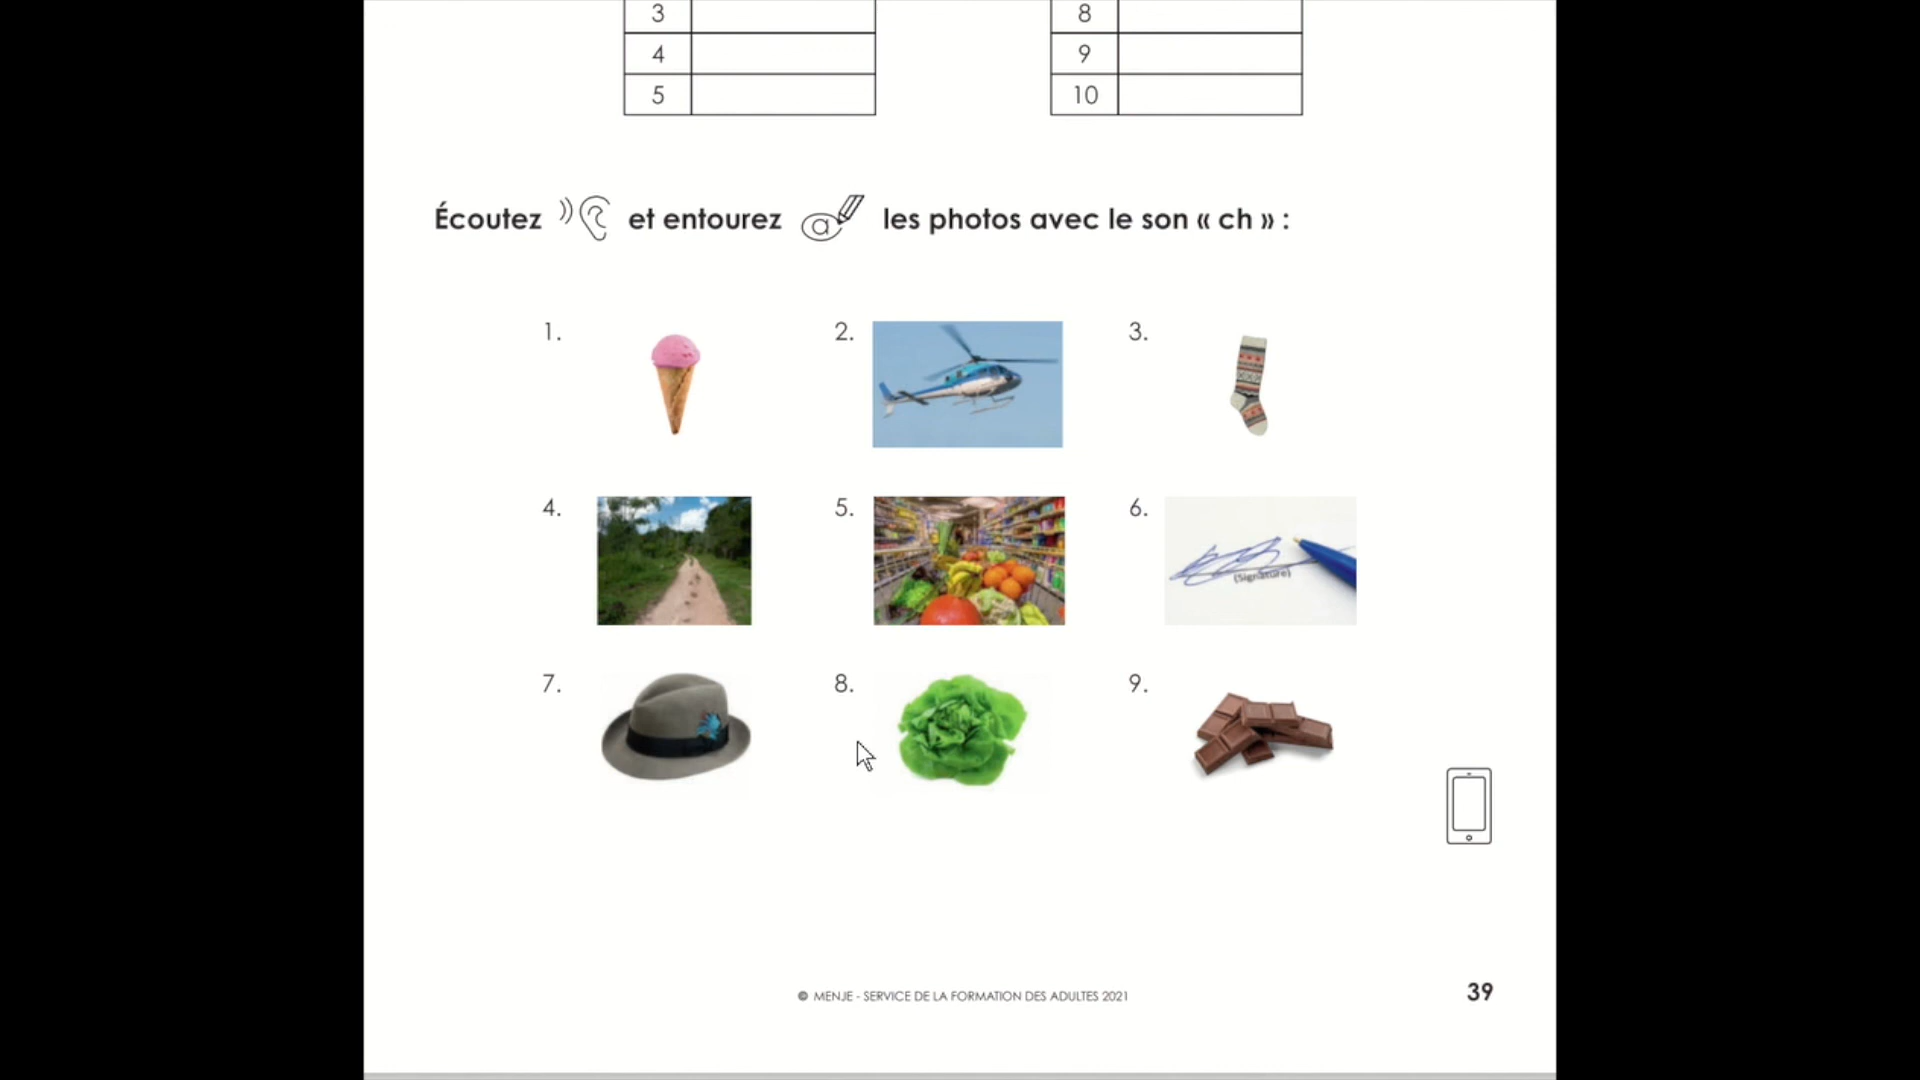 3 8
4 9
5 10
Écoutez et entourez a les photos avec le son « ch » :
1. 2. 3.
4. 5. 6.
(Signature)
7. 8. 9.
© MENJE - SERVICE DE LA FORMATION DES ADULTES 2021
39